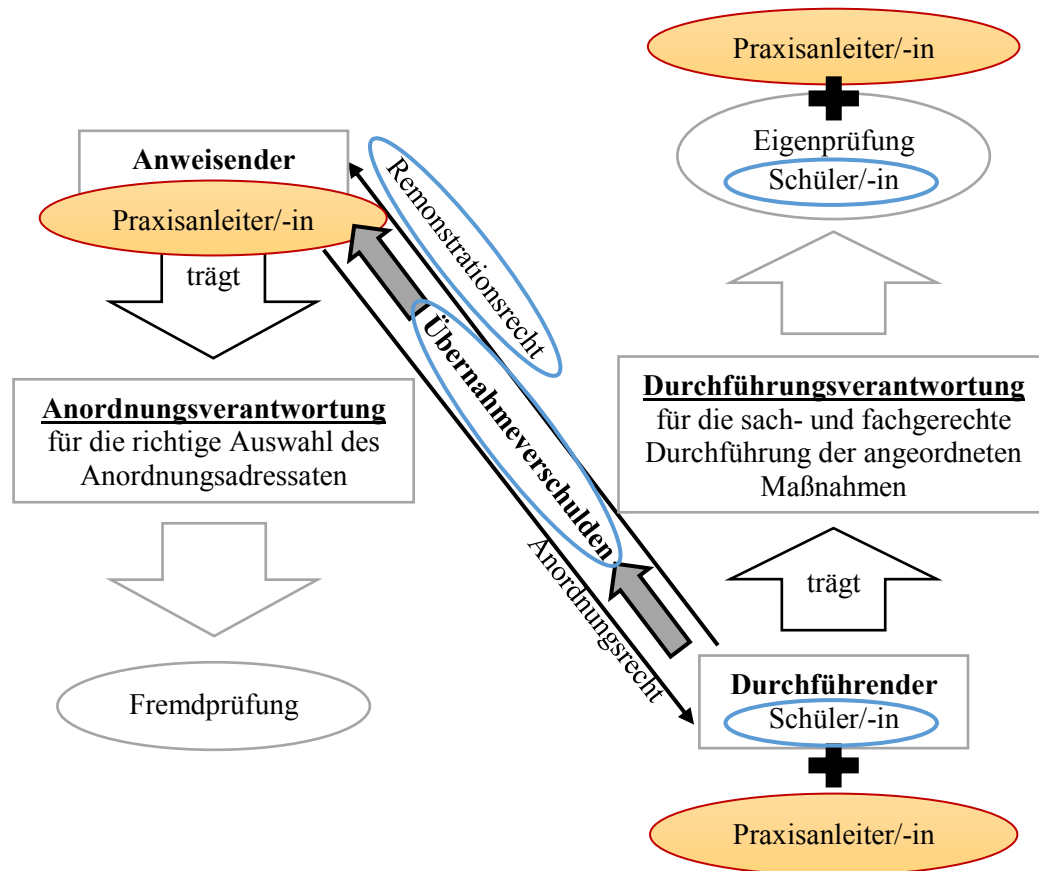 Praxisanleiter/-in
Eigenprüfung
Schüler/-in
Anweisender
Praxisanleiter/-in
trägt
Remonstrationsrecht
Übernahmeverschulden
Anordnungsrecht
Anordnungsverantwortung
für die richtige Auswahl des
Anordnungsadressaten
Durchführungsverantwortung
für die sach- und fachgerechte
Durchführung der angeordneten
Maßnahmen
trägt
Fremdprüfung
Durchführender
Schüler/-in
Praxisanleiter/-in